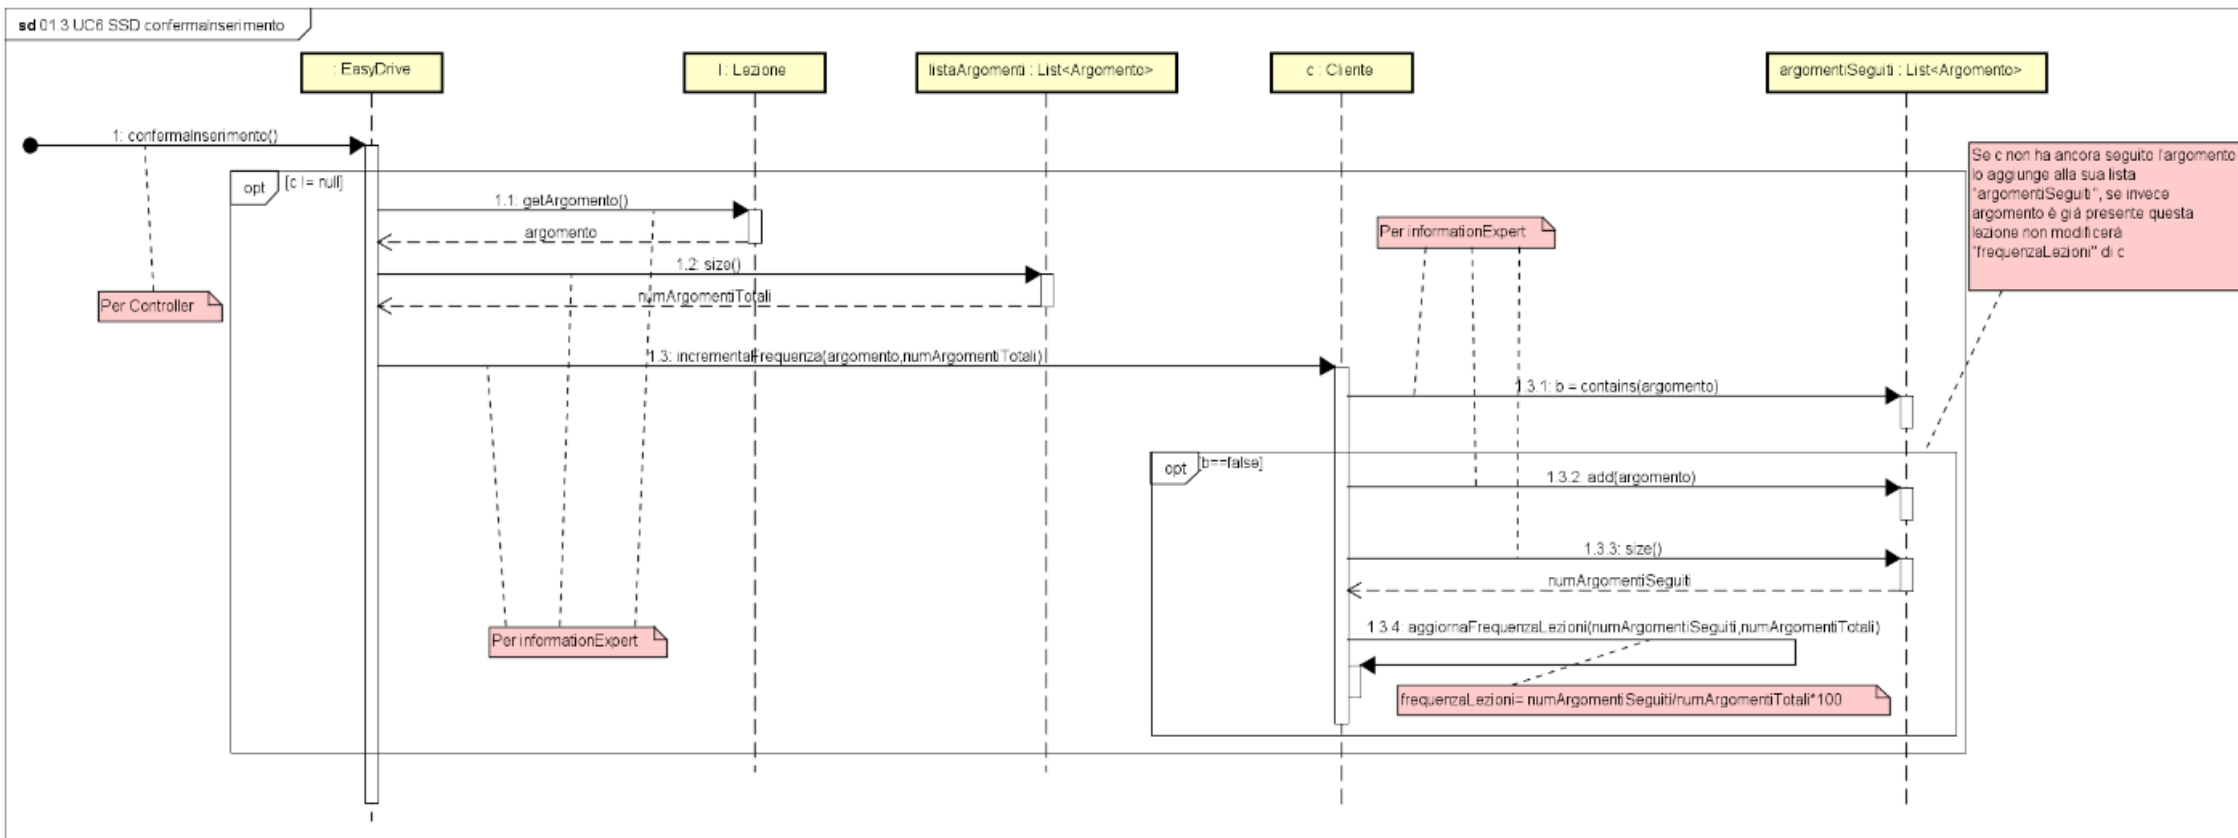 sd 01.3 UC6 SSD confermaInserimento
: EasyDrive
l : Lezione
listaArgomenti : List<Argomento>
c : Cliente
argomentiSeguiti : List<Argomento>
1: confermaInserimento()
opt
[c != null]
Se c non ha ancora seguito l'argomento
lo aggiunge alla sua lista
"argomentiSeguiti", se invece
argomento è già presente questa
lezione non modificerà
"frequenzaLezioni" di c
1.1: getArgomento()
argomento
Per informationExpert
1.2: size()
numArgomentiTotali
Per Controller
1.3: incrementaFrequenza(argomento,numArgomentiTotali)
1.3.1: b = contains(argomento)
opt
[b==false]
1.3.2: add(argomento)
1.3.3: size()
numArgomentiSeguiti
1.3.4: aggiornaFrequenzaLezioni(numArgomentiSeguiti,numArgomentiTotali)
Per informationExpert
frequenzaLezioni= numArgomentiSeguiti/numArgomentiTotali*100